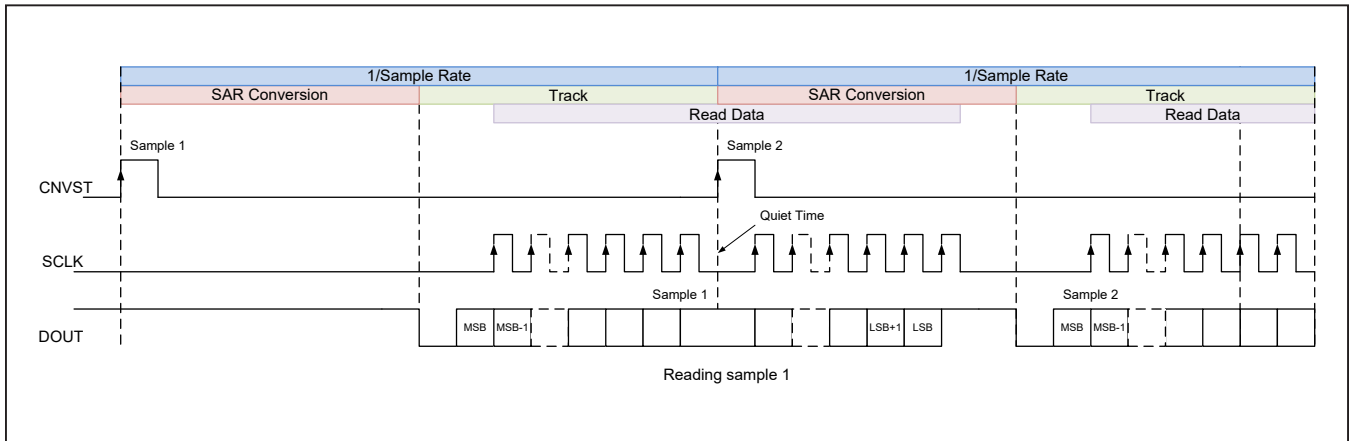 1/Sample Rate 1/Sample Rate
SAR Conversion Track SAR Conversion Track
Read Data Read Data
Sample 1 Sample 2
CNVST
Quiet Time
SCLK
Sample 1 Sample 2
MSB MSB-1 LSB+1 LSB MSB MSB-1
DOUT
Reading sample 1